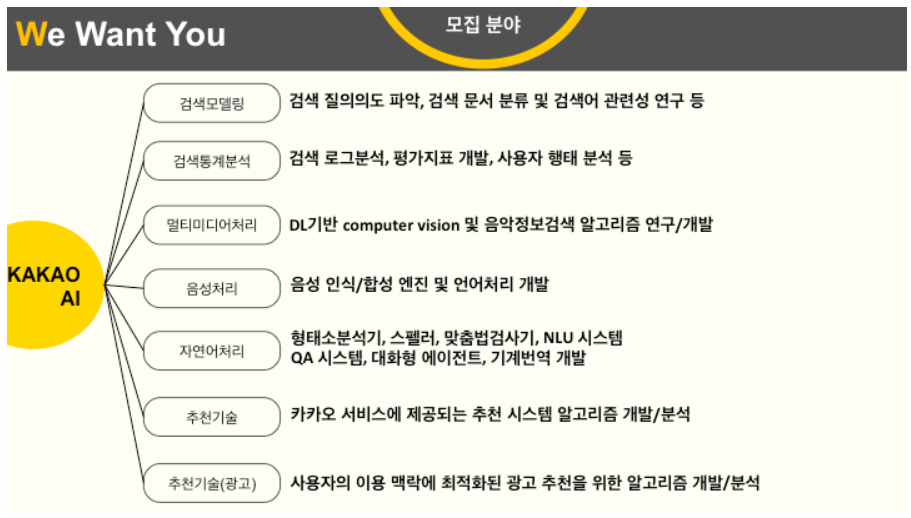 We Want You
모집 분야
검색모델링
검색 질의의도 파악, 검색 문서 분류 및 검색어 관련성 연구 등
검색통계분석
검색 로그분석, 평가지표 개발, 사용자 행태 분석 등
멀티미디어처리
DL기반 computer vision 및 음악정보검색 알고리즘 연구/개발
KAKAO
AI
음성처리
음성 인식/합성 엔진 및 언어처리 개발
자연어처리
형태소분석기, 스펠러, 맞춤법검사기, NLU 시스템
QA 시스템, 대화형 에이전트, 기계번역 개발
추천기술
카카오 서비스에 제공되는 추천 시스템 알고리즘 개발/분석
추천기술(광고)
사용자의 이용 맥락에 최적화된 광고 추천을 위한 알고리즘 개발/분석